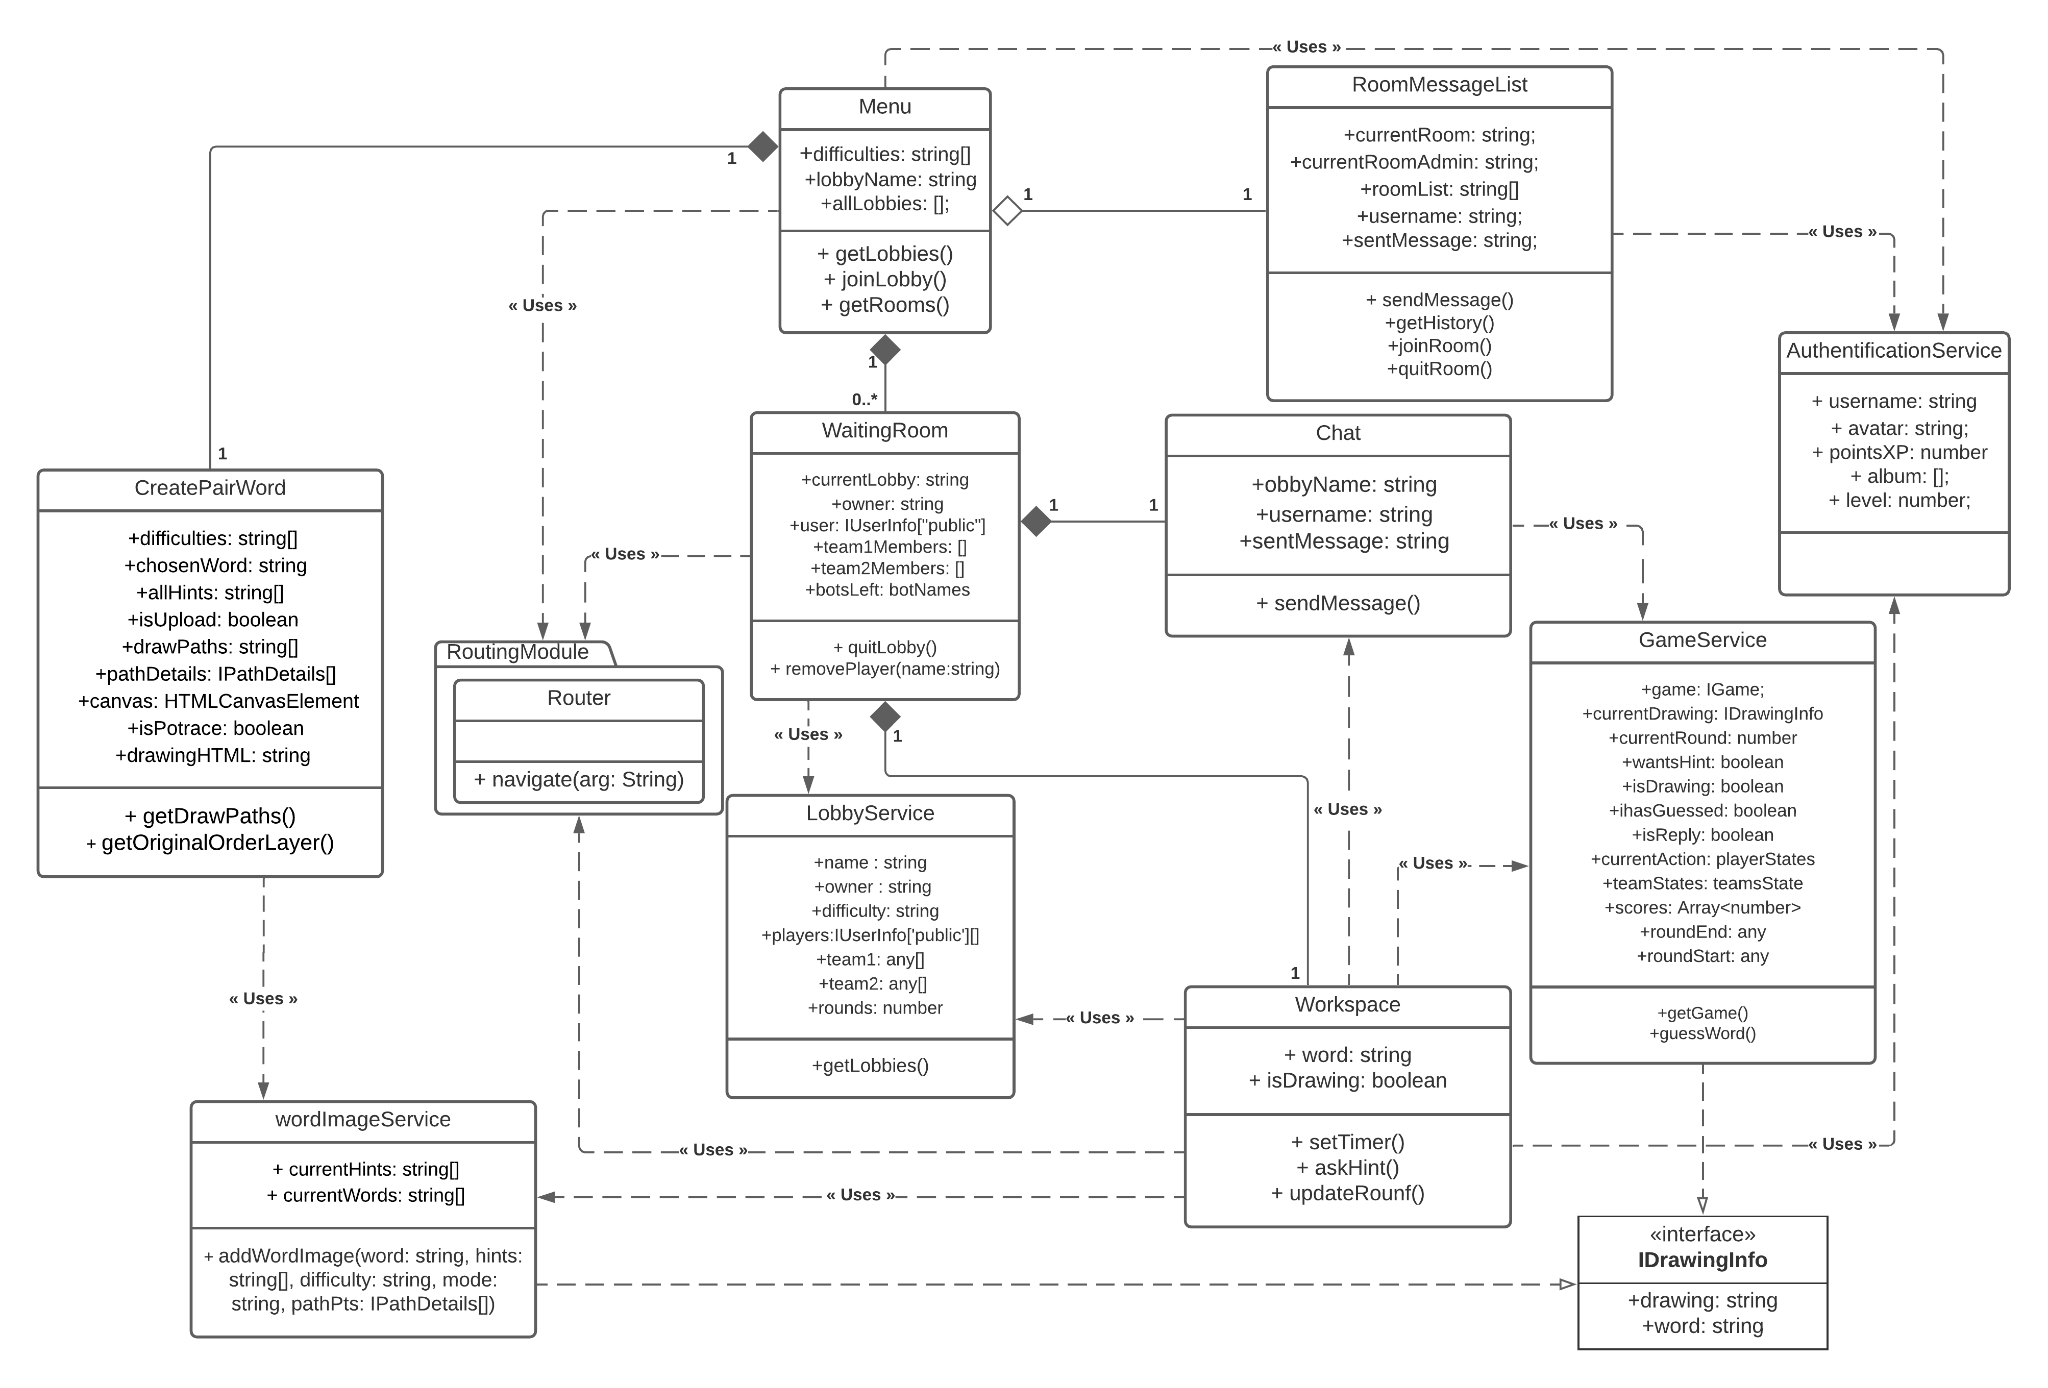 « Uses »
Menu
+difficulties: string[]
+lobbyName: string
+allLobbies: [];
+ getLobbies()
+ joinLobby()
+ getRooms()
1
1
1
1
RoomMessageList
+currentRoom: string;
+currentRoomAdmin: string;
+roomList: string[]
+username: string;
+sentMessage: string;
+ sendMessage()
+getHistory()
+joinRoom()
+quitRoom()
« Uses »
« Uses »
AuthentificationService
+ username: string
+ avatar: string;
+ pointsXP: number
+ album: [];
+ level: number;
1
0..*
1
CreatePairWord
+difficulties: string[]
+chosenWord: string
+allHints: string[]
+isUpload: boolean
+drawPaths: string[]
+pathDetails: IPathDetails[]
+canvas: HTMLCanvasElement
+isPotrace: boolean
+drawingHTML: string
+ getDrawPaths()
+ getOriginalOrderLayer()
WaitingRoom
+currentLobby: string
+owner: string
+user: IUserInfo["public"]
+team1Members: []
+team2Members: []
+botsLeft: botNames
+ quitLobby()
+ removePlayer(name:string)
1
1
Chat
+obbyName: string
+username: string
+sentMessage: string
+ sendMessage()
« Uses »
« Uses »
RoutingModule
Router
+ navigate(arg: String)
« Uses »
1
GameService
+game: IGame;
+currentDrawing: IDrawingInfo
+currentRound: number
+wantsHint: boolean
+isDrawing: boolean
+ihasGuessed: boolean
+isReply: boolean
+currentAction: playerStates
+teamStates: teamsState
+scores: Array<number>
+roundEnd: any
+roundStart: any
+getGame()
+guessWord()
LobbyService
+name : string
+owner : string
+difficulty: string
+players:IUserInfo['public'][]
+team1: any[]
+team2: any[]
+rounds: number
+getLobbies()
« Uses »
« Uses »
1
« Uses »
« Uses »
Workspace
+ word: string
+ isDrawing: boolean
+ setTimer()
+ askHint()
+ updateRounf()
« Uses »
« Uses »
« Uses »
wordImageService
+ currentHints: string[]
+ currentWords: string[]
+ addWordImage(word: string, hints:
string[], difficulty: string, mode:
string, pathPts: IPathDetails[])
«interface»
IDrawingInfo
+drawing: string
+word: string